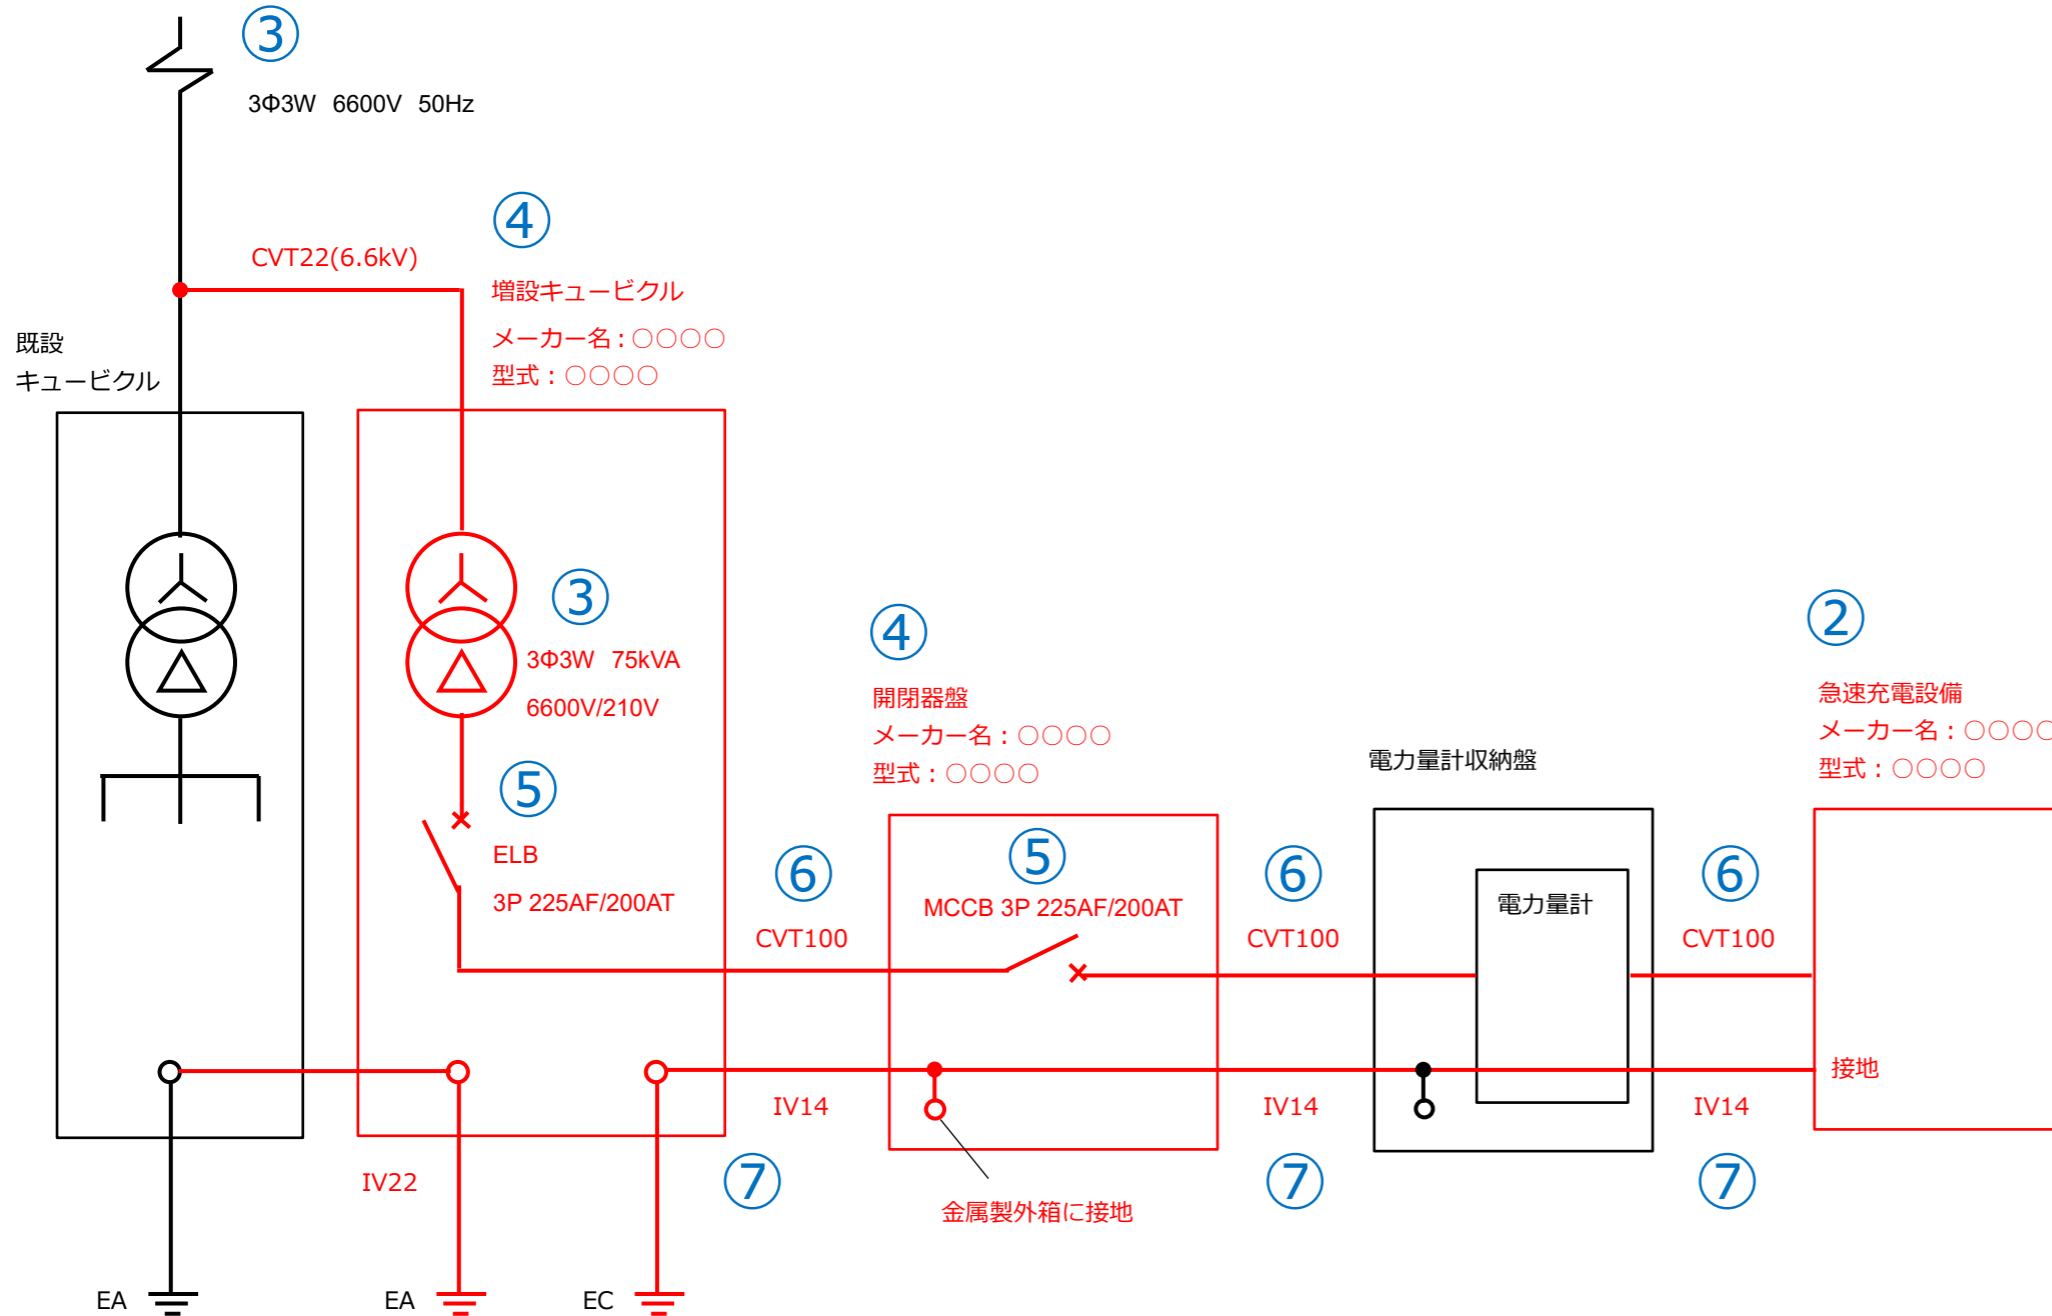 ③
3Φ3W 6600V 50Hz
④
CVT22(6.6kV)
増設キュービクル
メーカー名：○○○○
型式：○○○○
既設
キュービクル
③
3Φ3W 75kVA
6600V/210V
⑤
ELB
3P 225AF/200AT
④
開閉器盤
メーカー名：○○○○
型式：○○○○
⑤
MCCB 3P 225AF/200AT
⑥
CVT100
⑥
CVT100
電力量計収納盤
電力量計
⑥
CVT100
②
急速充電設備
メーカー名：○○○○
型式：○○○○
接地
IV14
IV14
IV14
IV22
⑦
⑦
⑦
金属製外箱に接地
EA
EA
EC